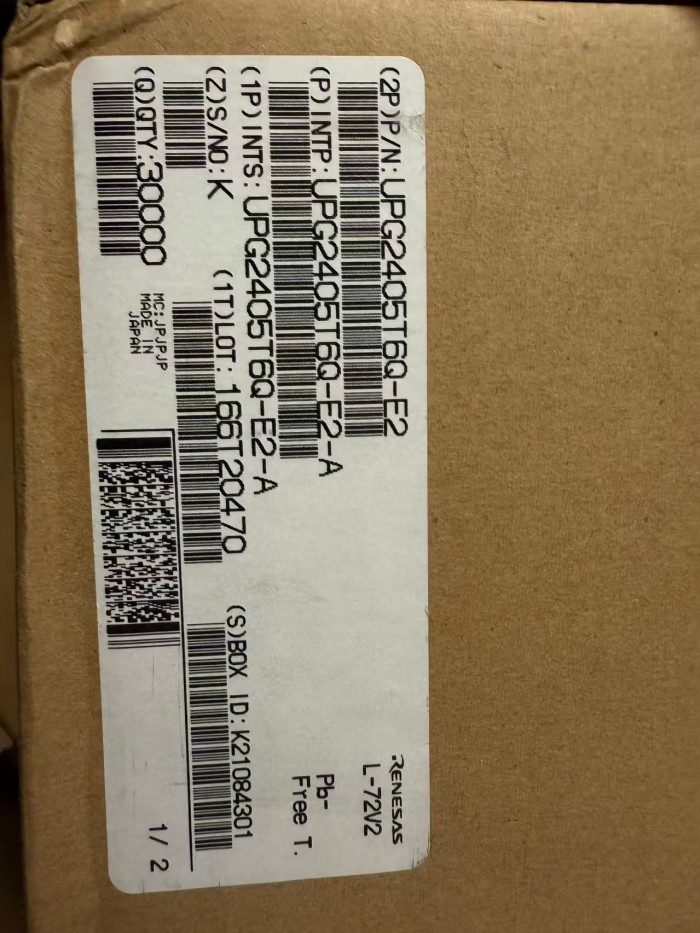 (2P)P/N:UPG2405T6Q-E2
RENESAS
L-72V2
(P)INTP:UPG2405T6Q-E2-A
Pb-
Free T.
(1P)INTS:UPG2405T6Q-E2-A
(Z)S/NO:K
(1T)LOT:166T20470
(S)BOX ID:K21084301
(Q)QTY:30000
MC:JPJPJP
MADE IN
JAPAN
1/ 2